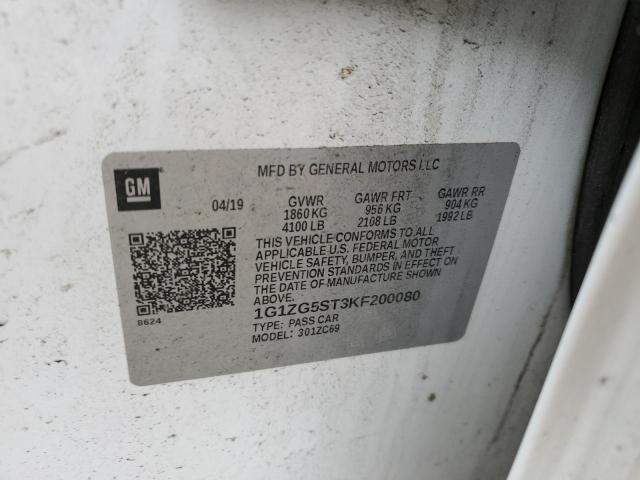 MFD BY GENERAL MOTORS LLC
GM
04/19 GVWR GAWR FRT GAWR RR
1860 KG 956 KG 904 KG
4100 LB 2108 LB 1992 LB
THIS VEHICLE CONFORMS TO ALL
APPLICABLE U.S. FEDERAL MOTOR
VEHICLE SAFETY, BUMPER, AND THEFT
PREVENTION STANDARDS IN EFFECT ON
THE DATE OF MANUFACTURE SHOWN
ABOVE.
1G1ZG5ST3KF200080
TYPE: PASS CAR
MODEL: 301ZC69
8624